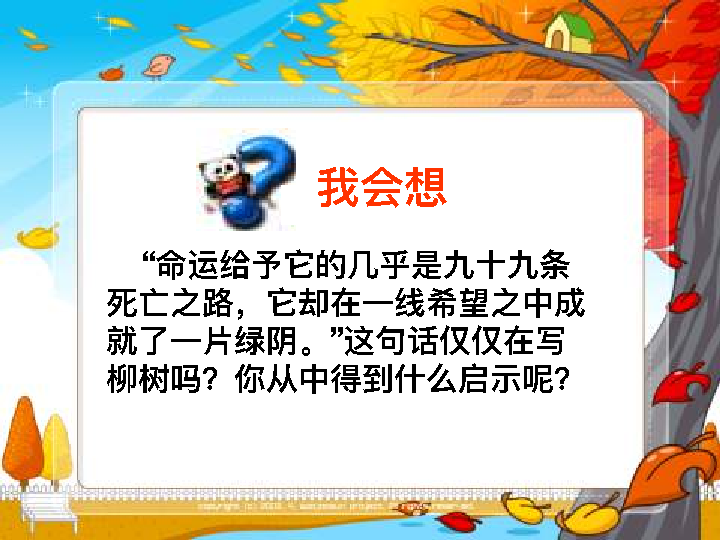 我会想
“命运给予它的几乎是九十九条
死亡之路，它却在一线希望之中成
就了一片绿阴。”这句话仅仅在写
柳树吗？你从中得到什么启示呢？